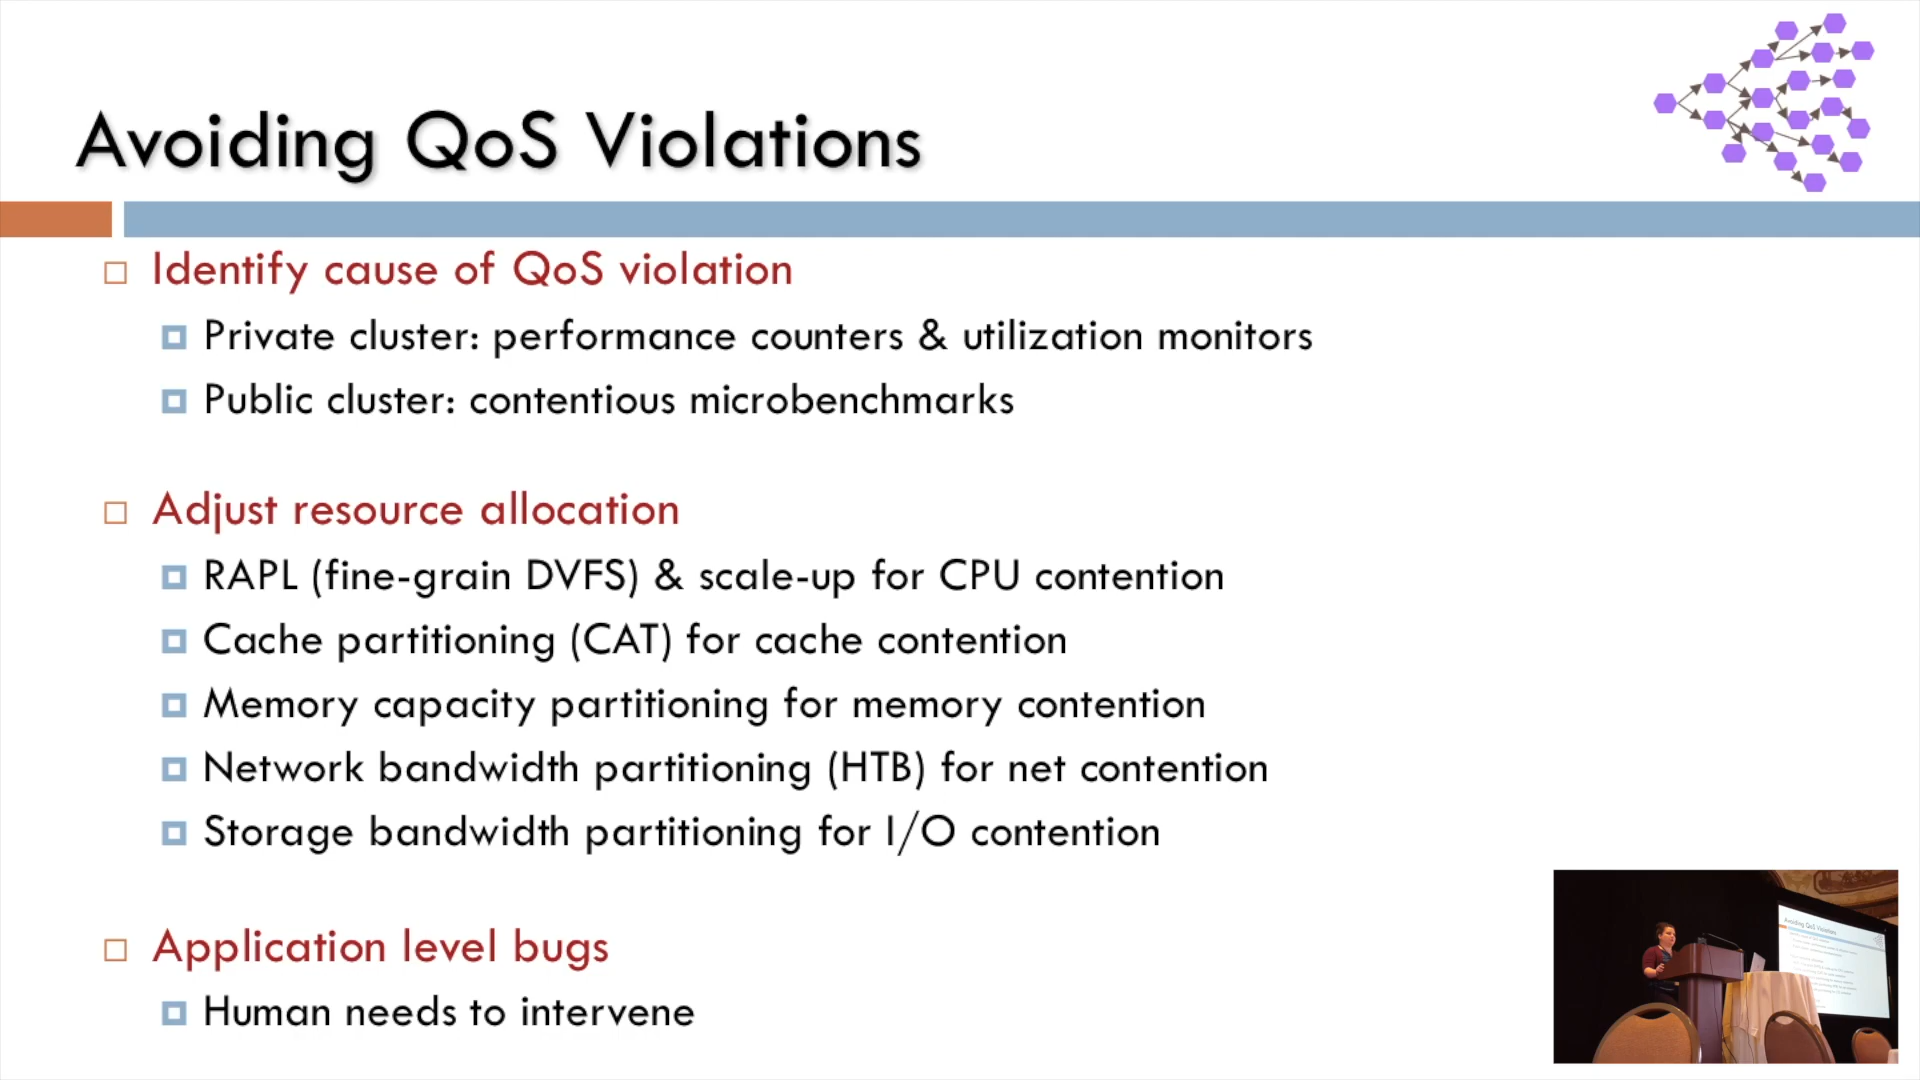 Avoiding QoS Violations
Identify cause of QoS violation
Private cluster: performance counters & utilization monitors
Public cluster: contentious microbenchmarks
Adjust resource allocation
RAPL (fine-grain DVFS) & scale-up for CPU contention
Cache partitioning (CAT) for cache contention
Memory capacity partitioning for memory contention
Network bandwidth partitioning (HTB) for net contention
Storage bandwidth partitioning for I/O contention
Application level bugs
Human needs to intervene
Avoiding QoS Violations